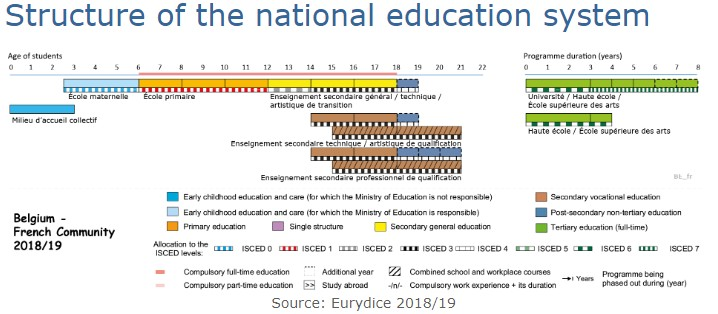 Structure of the national education system
Age of students
Programme duration (years)
0 1 2 3 4 5 6 7 8 9 10 11 12 13 14 15 16 17 18 19 20 21 22
0 1 2 3 4 5 6 7 8
École maternelle
École primaire
Enseignement secondaire général / technique /
artistique de transition
Université / Haute école /
École supérieure des arts
Milieu d'accueil collectif
Haute école / École supérieure des arts
Enseignement secondaire technique / artistique de qualification
Enseignement secondaire professionnel de qualification
BE_fr
Belgium -
French Community
2018/19
Early childhood education and care (for which the Ministry of Education is not responsible)
Secondary vocational education
Early childhood education and care (for which the Ministry of Education is responsible)
Post-secondary non-tertiary education
Primary education
Single structure
Secondary general education
Tertiary education (full-time)
Allocation to the
ISCED levels:
ISCED 0
ISCED 1
ISCED 2
ISCED 3
ISCED 4
ISCED 5
ISCED 6
ISCED 7
Compulsory full-time education
Additional year
Combined school and workplace courses
Years
Programme being
phased out during (year)
Compulsory part-time education
>> Study abroad
-/n/- Compulsory work experience + its duration
Source: Eurydice 2018/19